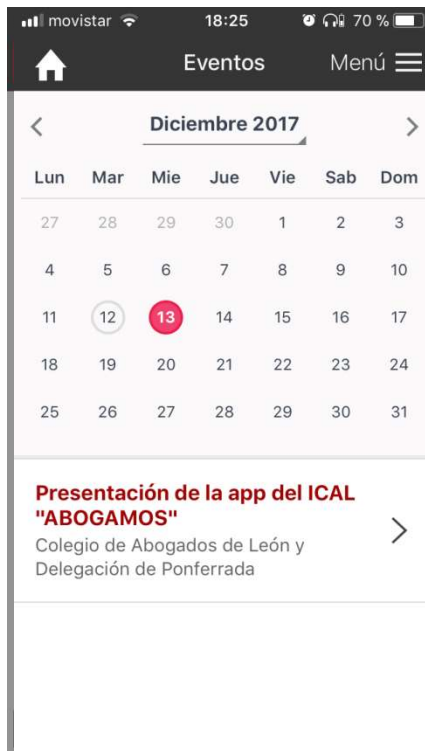 movistar 18:25 70 %
Eventos Menú
Diciembre 2017
Lun Mar Mie Jue Vie Sab Dom
27 28 29 30 1 2 3
4 5 6 7 8 9 10
11 12 13 14 15 16 17
18 19 20 21 22 23 24
25 26 27 28 29 30 31
Presentación de la app del ICAL
"ABOGAMOS"
Colegio de Abogados de León y
Delegación de Ponferrada